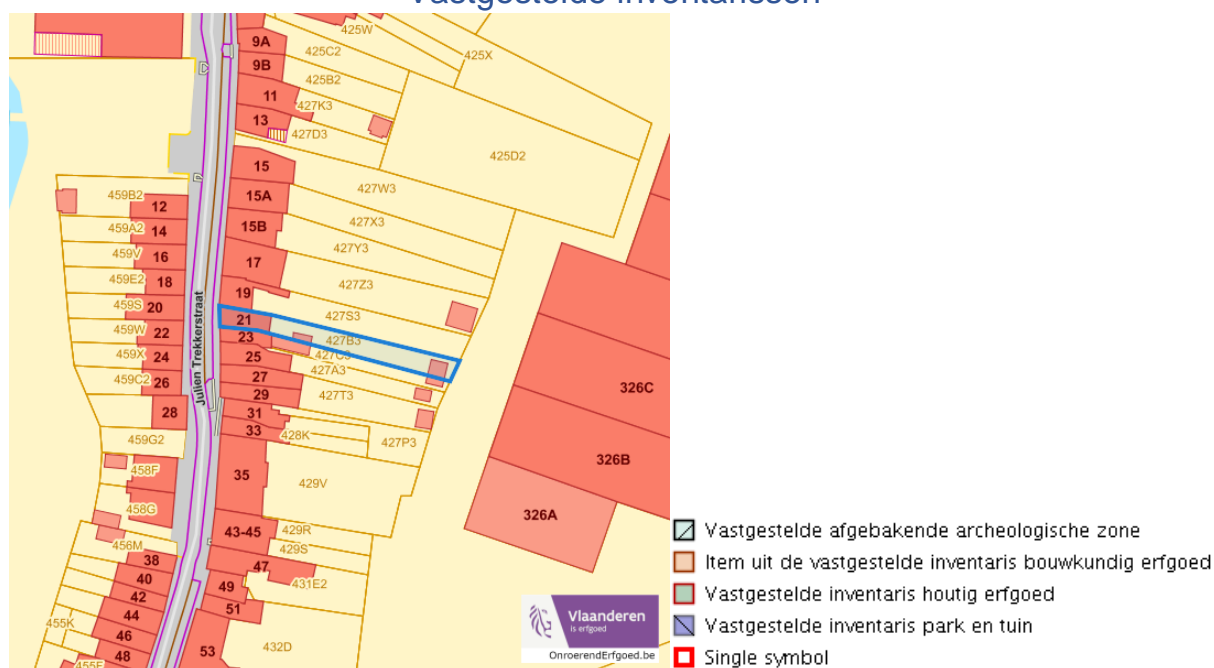 Vastgestelde inventarissen
9A
425W
425X
9B
425C2
425B2
11
427K3
13
427D3
425D2
15
427W3
15A
427X3
15B
427Y3
17
427Z3
19
427S3
21
427B3
23
427C3
25
427A3
27
427T3
29
31
33
428K
427P3
35
429V
43-45
429R
429S
47
431E2
49
51
53
432D
459B2
12
459A2
14
459V
16
459E2
18
459S
20
459W
22
459X
24
459C2
26
28
459G2
458F
458G
456M
38
40
42
44
455K
46
48
455F
Julien Trekkerstraat
326C
326B
326A
Vlaanderen
is erfgoed
OnroerendErfgoed.be
Vastgestelde afgebakende archeologische zone
Item uit de vastgestelde inventaris bouwkundig erfgoed
Vastgestelde inventaris houtig erfgoed
Vastgestelde inventaris park en tuin
Single symbol